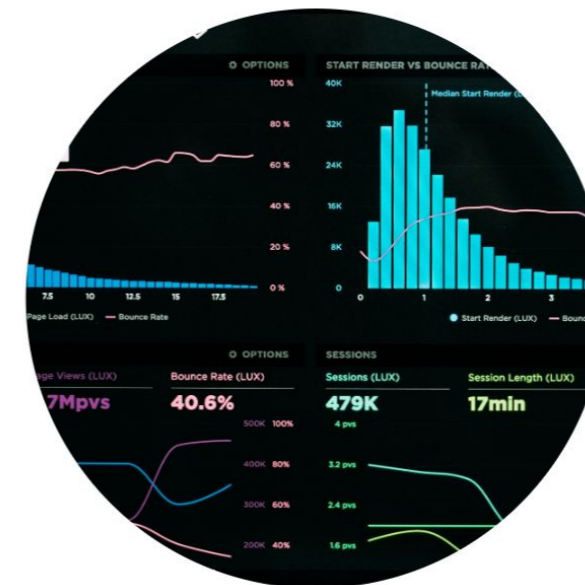 OPTIONS
100 %
80 %
60 %
40 %
20 %
0 %
7.5 10 12.5 15 17.5
Page Load (LUX) Bounce Rate
START RENDER VS BOUNCE RAT
40K
32K
24K
16K
8K
0
Median Start Render
0 1 2 3
Start Render (LUX) Boun
OPTIONS
age Views (LUX)
7Mpvs
Bounce Rate (LUX)
40.6%
500K 100%
400K 80%
300K 60%
200K 40%
SESSIONS
Sessions (LUX)
479K
Session Length (LUX)
17min
4 pvs
3.2 pvs
2.4 pvs
1.6 pvs